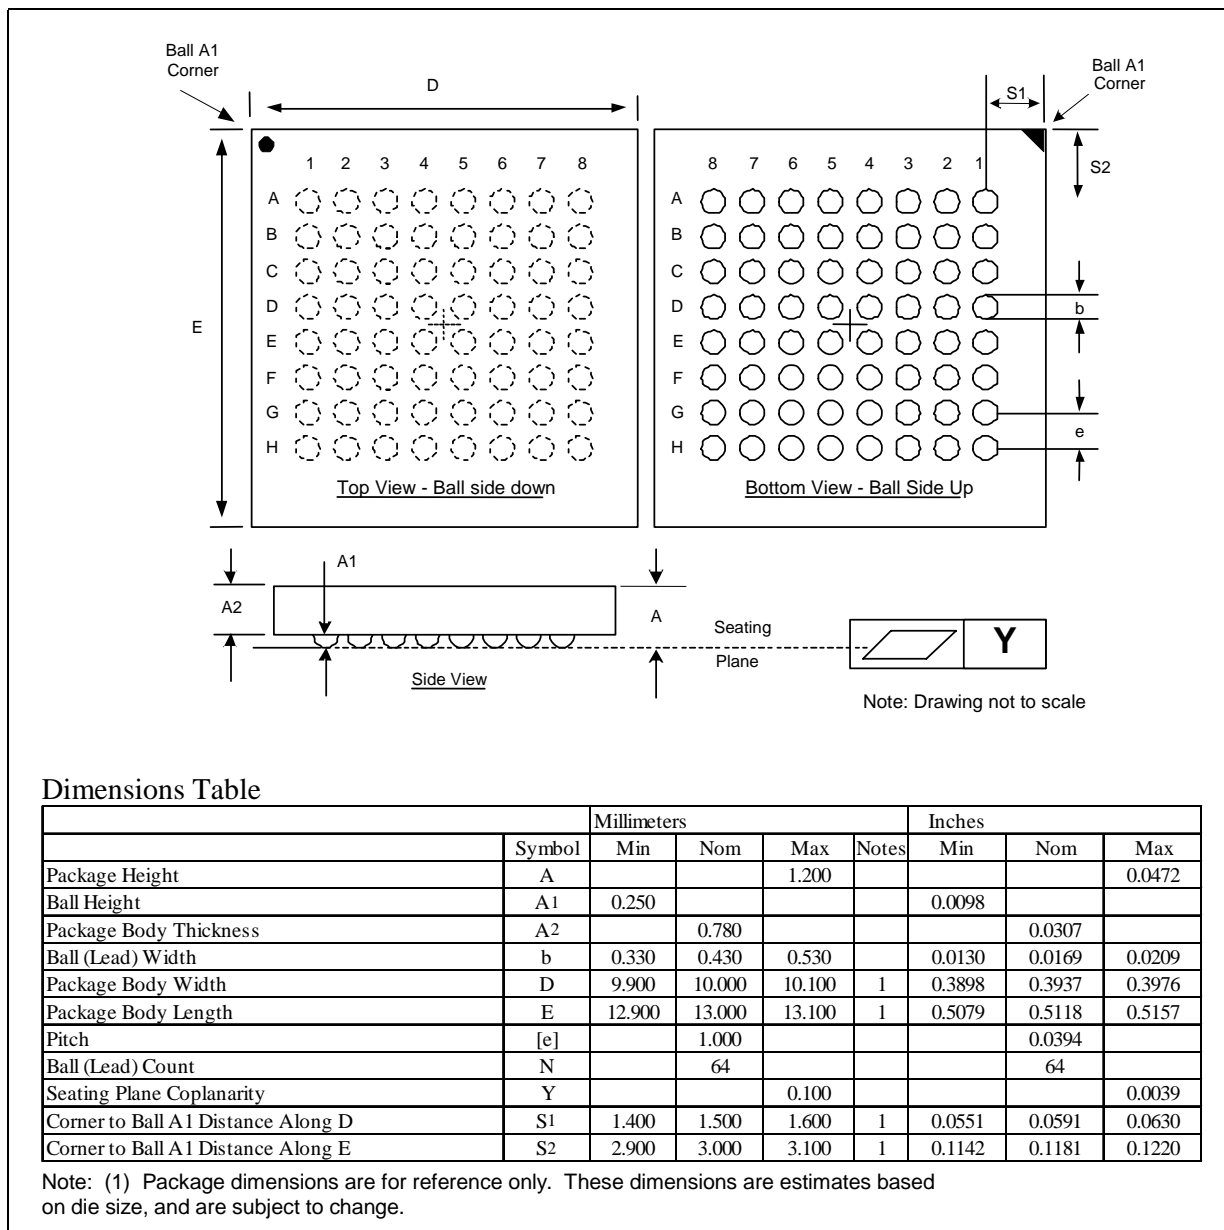 Ball A1
Corner
D
S1
Ball A1
Corner
1 2 3 4 5 6 7 8
8 7 6 5 4 3 2 1
S2
A
B
C
D
E
F
G
H
E
A
B
C
D
E
F
G
H
b
e
Top View - Ball side down
Bottom View - Ball Side Up
A1
A2
A
Seating
Plane
Y
Side View
Note: Drawing not to scale
Dimensions Table
Millimeters Inches
Symbol Min Nom Max Notes Min Nom Max
Package Height A 1.200 0.0472
Ball Height A1 0.250 0.0098
Package Body Thickness A2 0.780 0.0307
Ball (Lead) Width b 0.330 0.430 0.530 0.0130 0.0169 0.0209
Package Body Width D 9.900 10.000 10.100 1 0.3898 0.3937 0.3976
Package Body Length E 12.900 13.000 13.100 1 0.5079 0.5118 0.5157
Pitch [e] 1.000 0.0394
Ball (Lead) Count N 64 64
Seating Plane Coplanarity Y 0.100 0.0039
Corner to Ball A1 Distance Along D S1 1.400 1.500 1.600 1 0.0551 0.0591 0.0630
Corner to Ball A1 Distance Along E S2 2.900 3.000 3.100 1 0.1142 0.1181 0.1220
Note: (1) Package dimensions are for reference only. These dimensions are estimates based
on die size, and are subject to change.